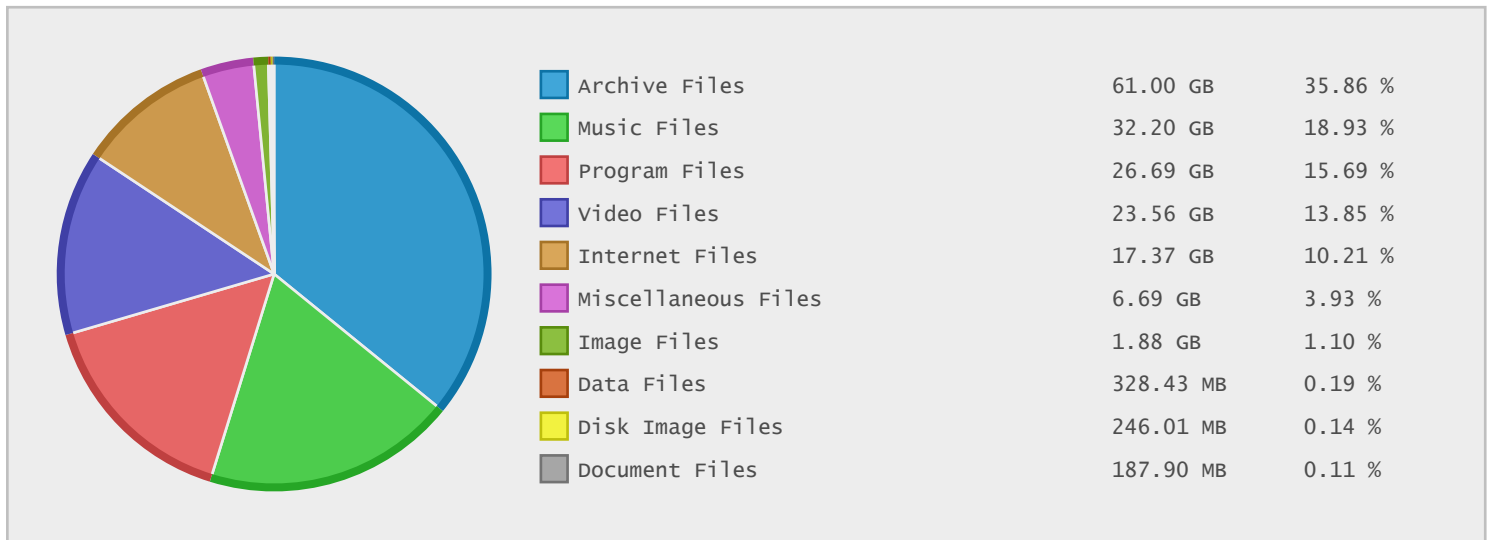 Archive Files 61.00 GB 35.86 %
Music Files 32.20 GB 18.93 %
Program Files 26.69 GB 15.69 %
Video Files 23.56 GB 13.85 %
Internet Files 17.37 GB 10.21 %
Miscellaneous Files 6.69 GB 3.93 %
Image Files 1.88 GB 1.10 %
Data Files 328.43 MB 0.19 %
Disk Image Files 246.01 MB 0.14 %
Document Files 187.90 MB 0.11 %